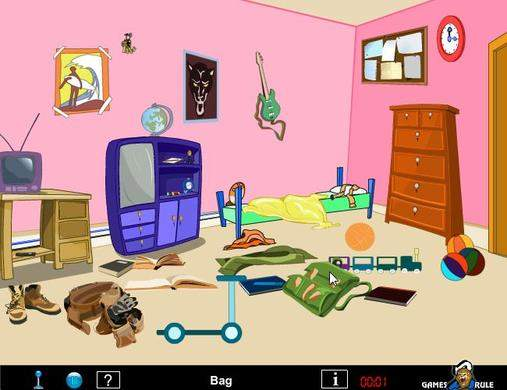 ?
Bag
i
00:01
GAMES RULE